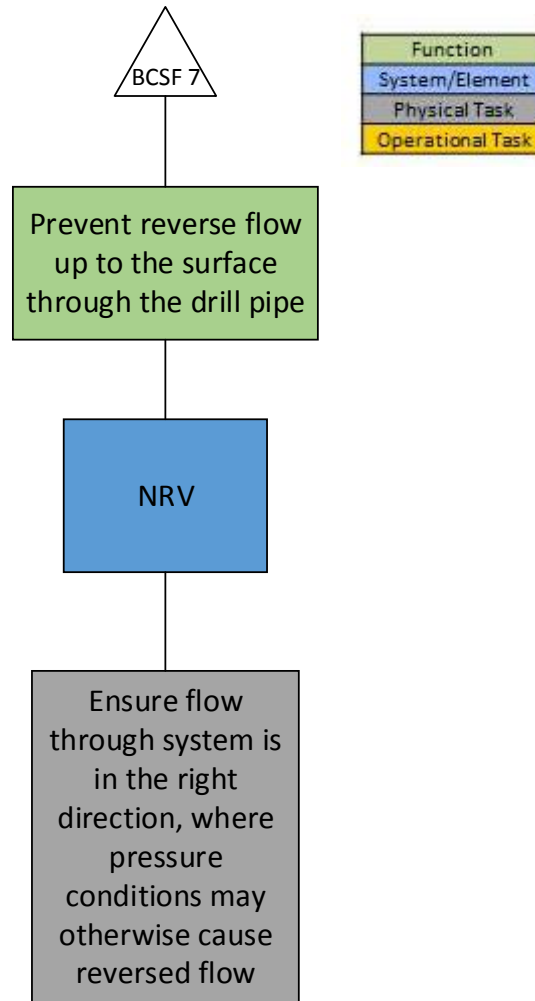 BCSF 7
Function
System/Element
Physical Task
Operational Task
Prevent reverse flow
up to the surface
through the drill pipe
NRV
Ensure flow
through system is
in the right
direction, where
pressure
conditions may
otherwise cause
reversed flow